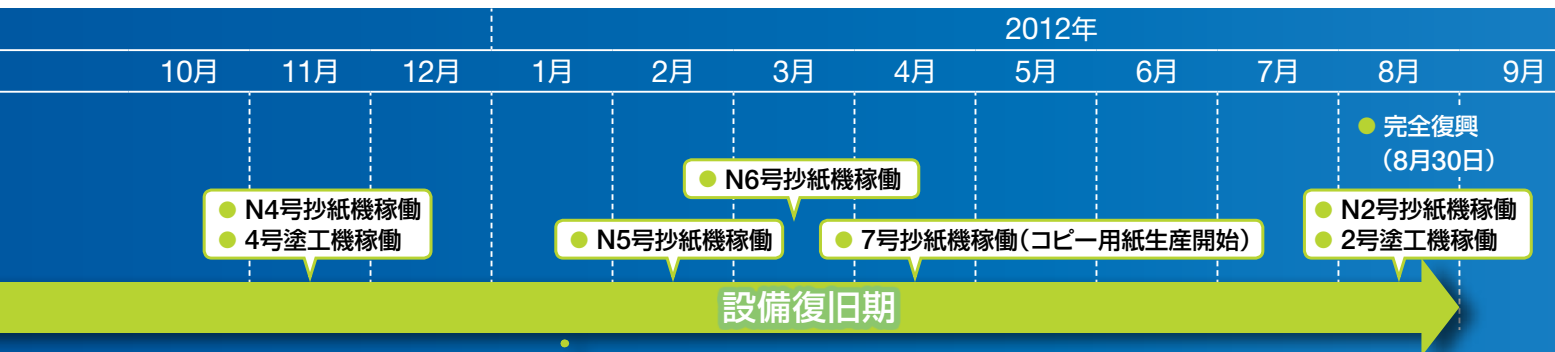 2012年
10月 11月 12月 1月 2月 3月 4月 5月 6月 7月 8月 9月
● 完全復興
（8月30日）
● N6号抄紙機稼働
● N4号抄紙機稼働
● 4号塗工機稼働
● N5号抄紙機稼働
● 7号抄紙機稼働（コピー用紙生産開始）
● N2号抄紙機稼働
● 2号塗工機稼働
設備復旧期